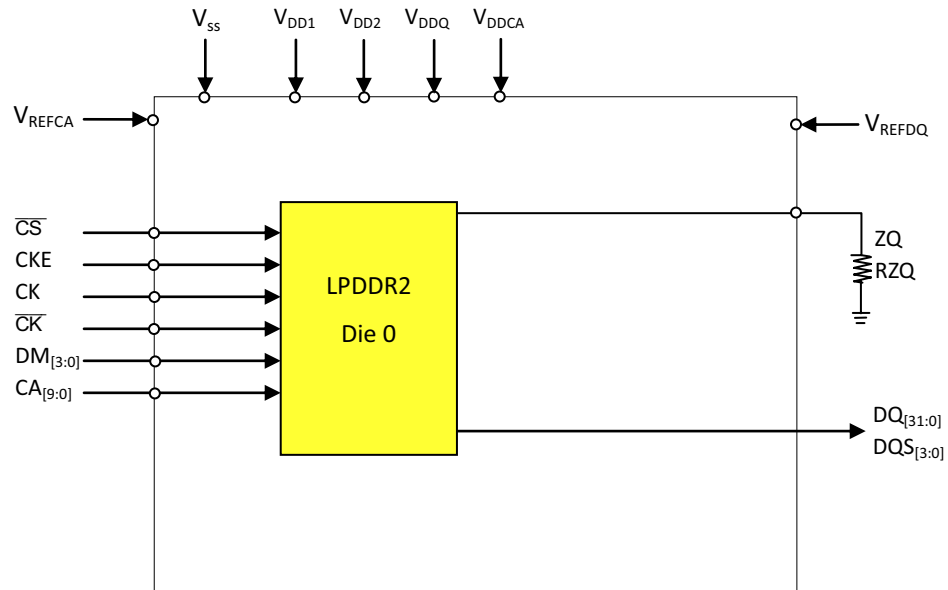 Vss VDD1 VDD2 VDDQ VDDCA
VREFCA
VREFDQ
CS
CKE
CK
CK
DM[3:0]
CA[9:0]
LPDDR2
Die 0
ZQ
RZQ
DQ[31:0]
DQS[3:0]